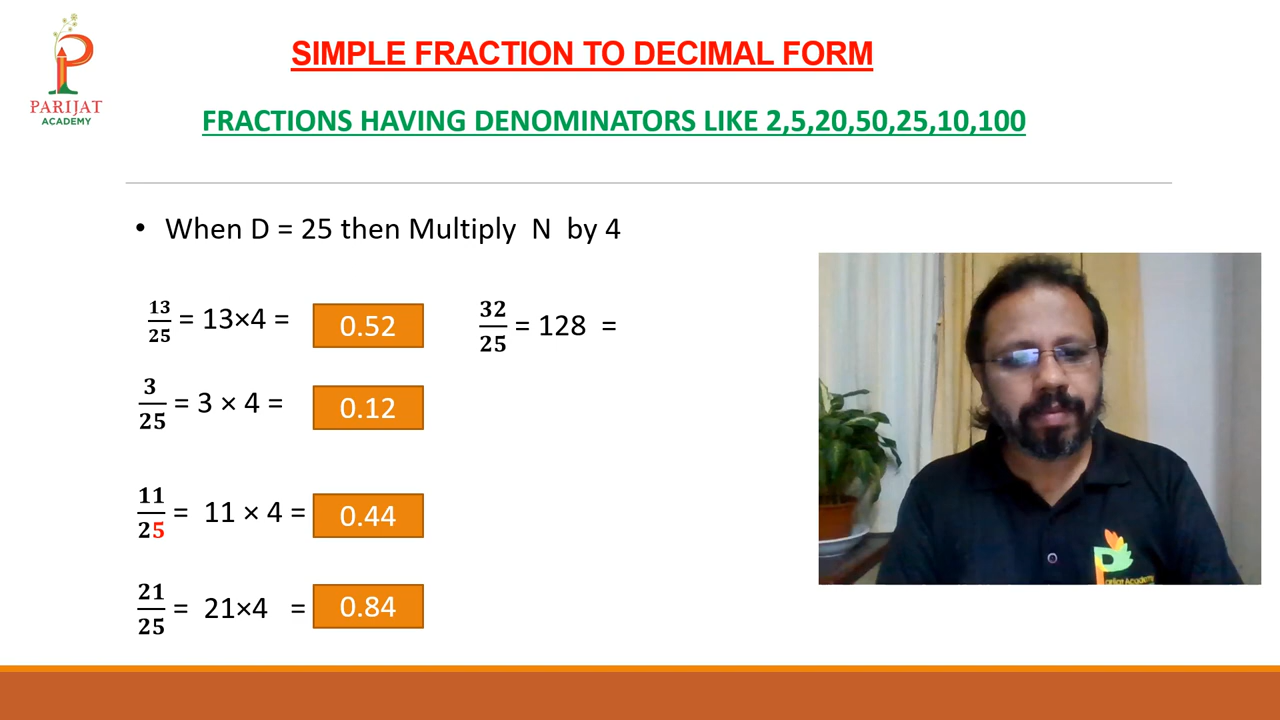 PARIJAT
ACADEMY
SIMPLE FRACTION TO DECIMAL FORM
FRACTIONS HAVING DENOMINATORS LIKE 2,5,20,50,25,10,100
• When D = 25 then Multiply N by 4
13/25 = 13×4 = 0.52
32/25 = 128 =
3/25 = 3 × 4 = 0.12
11/25 = 11 × 4 = 0.44
21/25 = 21×4 = 0.84
Parijat Academy